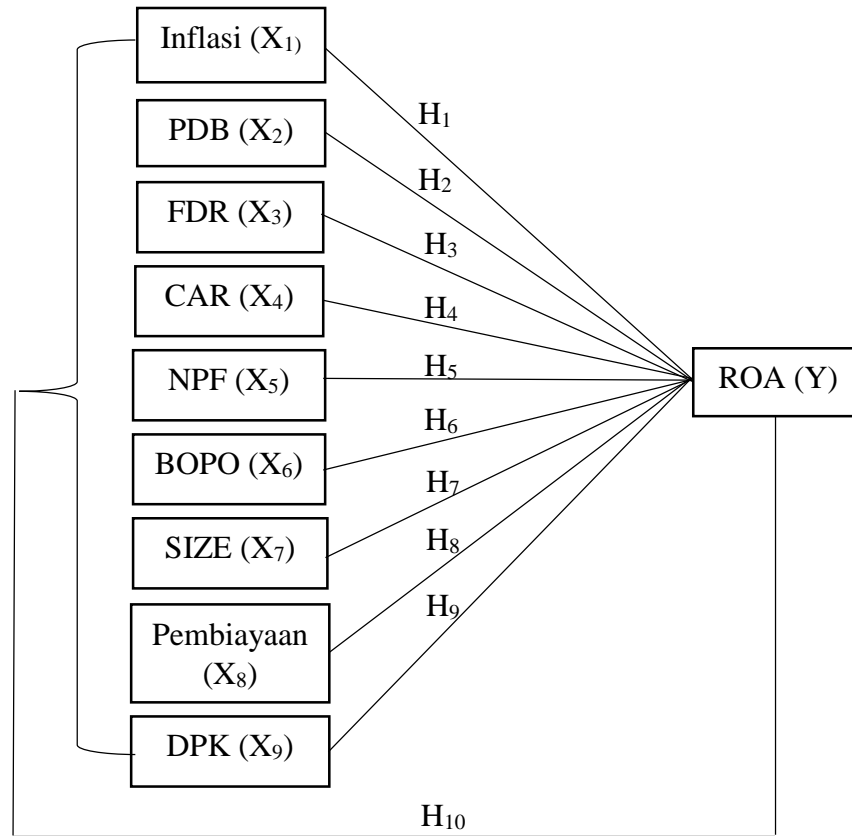 Inflasi (X₁)
H₁
PDB (X₂)
H₂
FDR (X₃)
H₃
CAR (X₄)
H₄
NPF (X₅)
H₅
ROA (Y)
BOPO (X₆)
H₆
SIZE (X₇)
H₇
H₈
Pembiayaan
(X₈)
H₉
DPK (X₉)
H₁₀